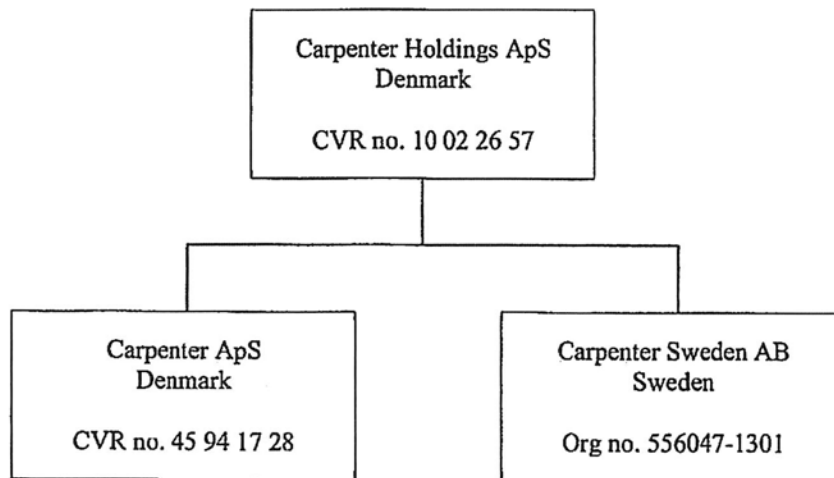 Carpenter Holdings ApS
Denmark
CVR no. 10 02 26 57
Carpenter ApS
Denmark
CVR no. 45 94 17 28
Carpenter Sweden AB
Sweden
Org no. 556047-1301